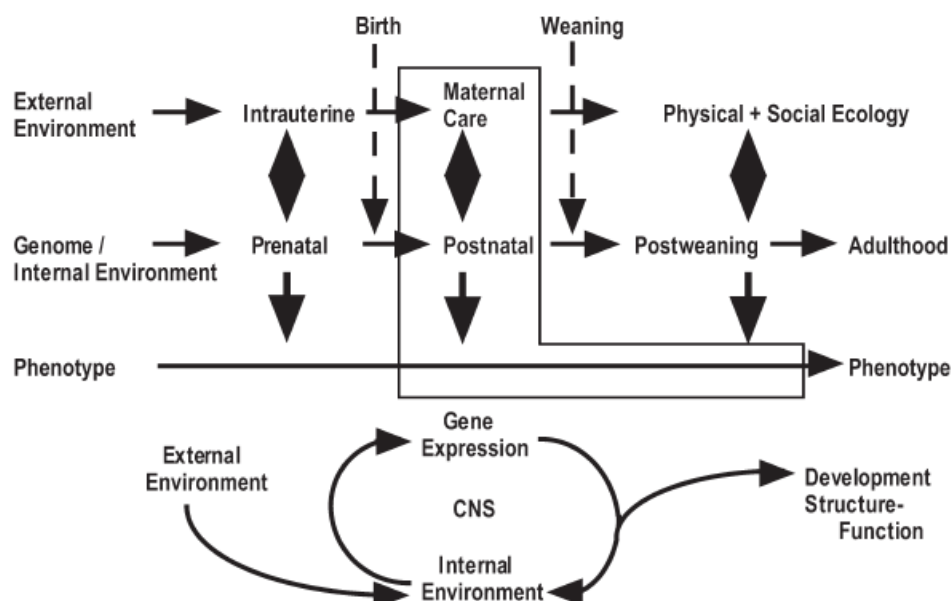 Birth
Weaning
External
Environment
Intrauterine
Maternal
Care
Physical + Social Ecology
Genome /
Internal Environment
Prenatal
Postnatal
Postweaning
Adulthood
Phenotype
Phenotype
External
Environment
Gene
Expression
CNS
Internal
Environment
Development
Structure-
Function